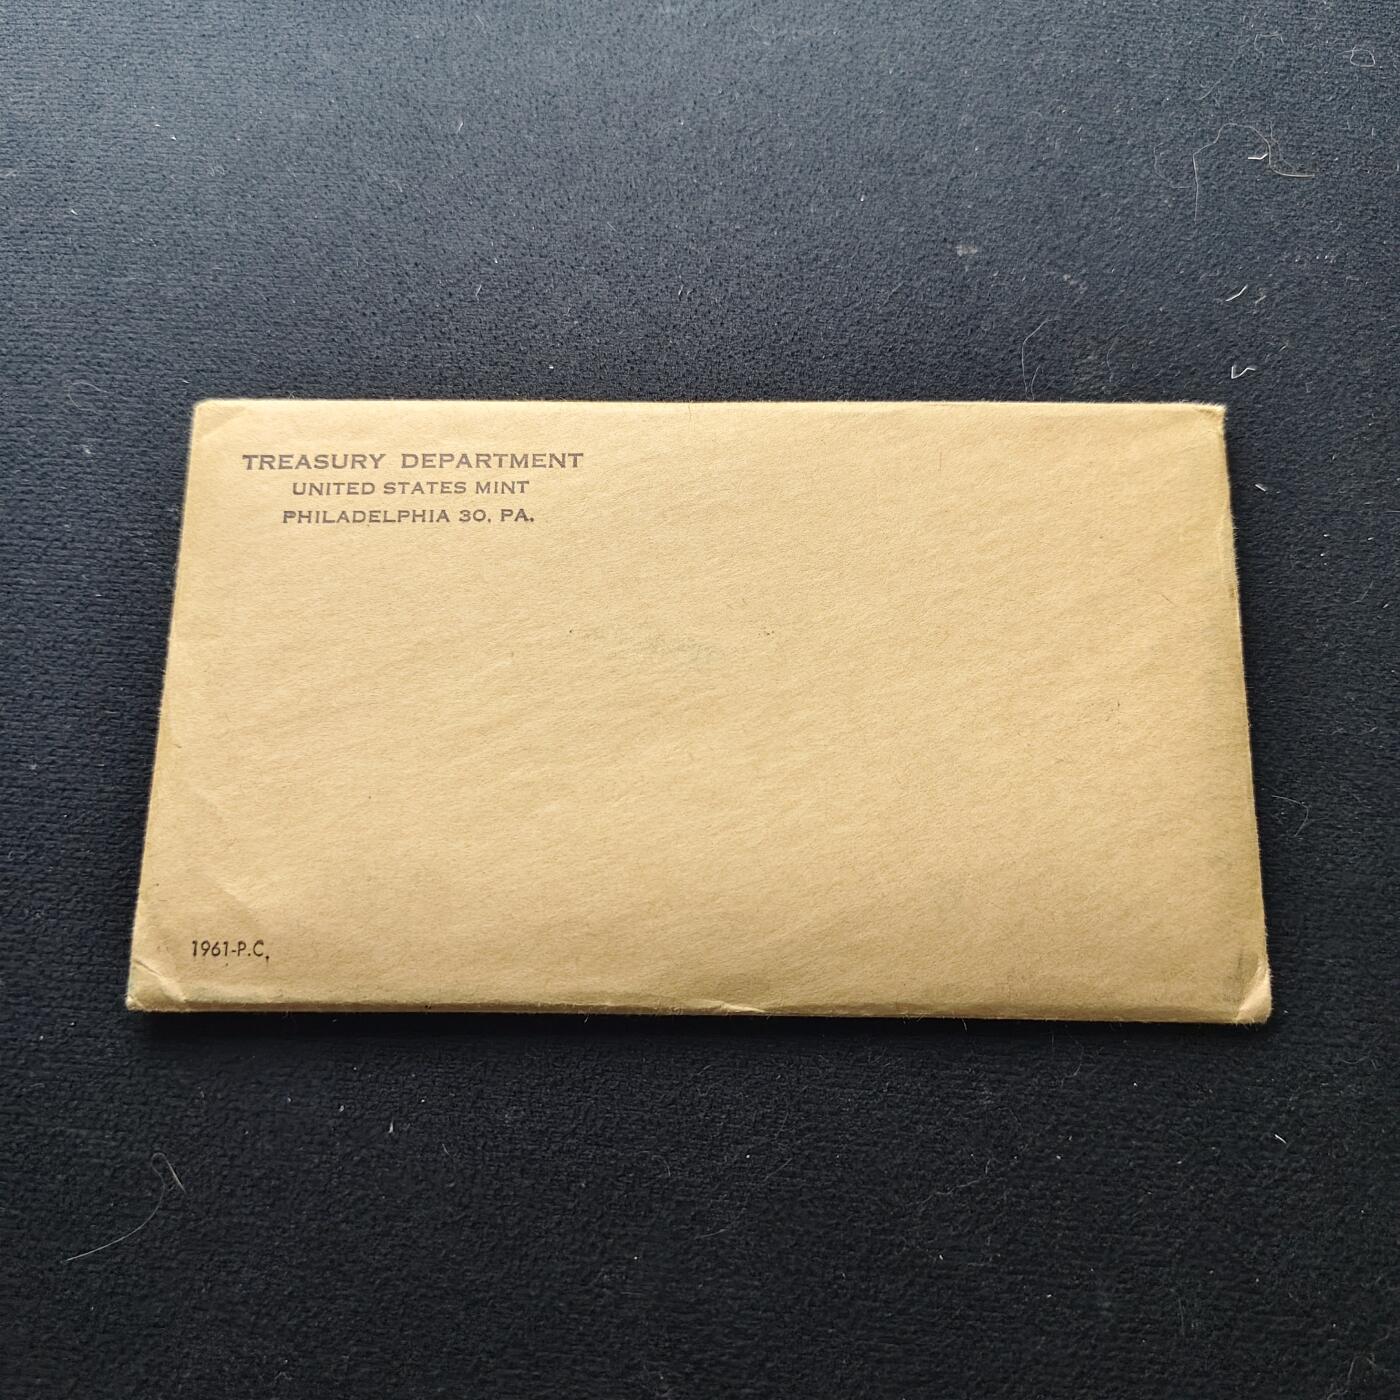 TREASURY DEPARTMENT
UNITED STATES MINT
PHILADELPHIA 30, PA.
1961-P.C.